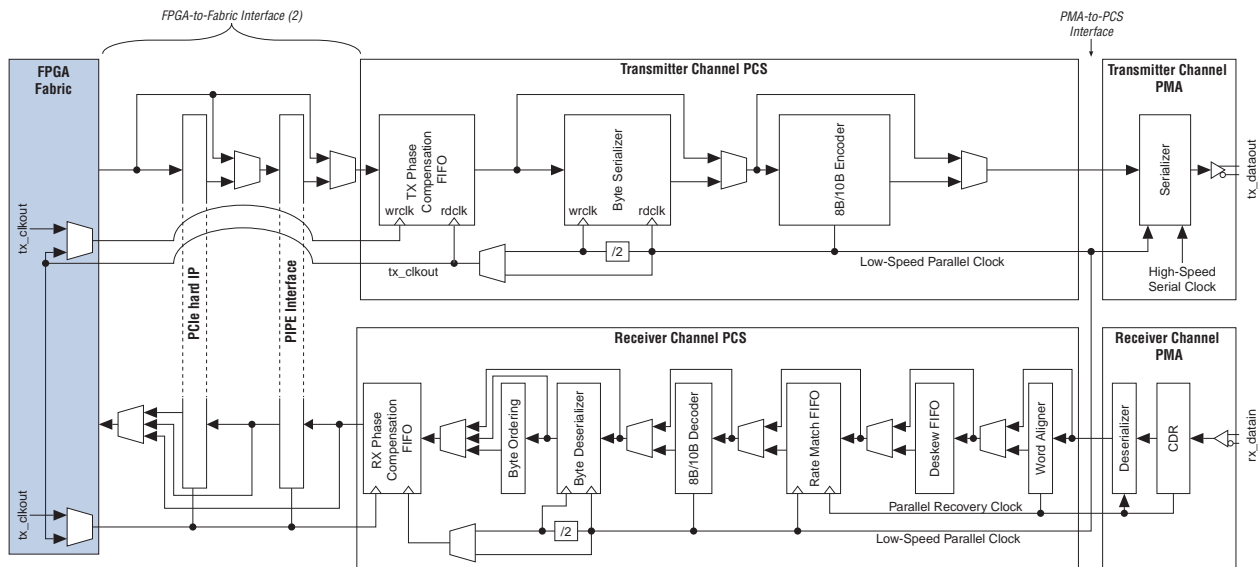 FPGA-to-Fabric Interface (2)
PMA-to-PCS
Interface
FPGA
Fabric
Transmitter Channel PCS
Transmitter Channel
PMA
TX Phase
Compensation
FIFO
wrclk
rdclk
Byte Serializer
wrclk
rdclk
8B/10B Encoder
Serializer
tx_dataout
tx_clkout
/2
tx_clkout
Low-Speed Parallel Clock
High-Speed
Serial Clock
PCIe hard IP
PIPE Interface
Receiver Channel PCS
Receiver Channel
PMA
RX Phase
Compensation
FIFO
Byte Ordering
Byte Deserializer
8B/10B Decoder
Rate Match FIFO
Deskew FIFO
Word Aligner
Deserializer
CDR
rx_datain
tx_clkout
Parallel Recovery Clock
/2
Low-Speed Parallel Clock